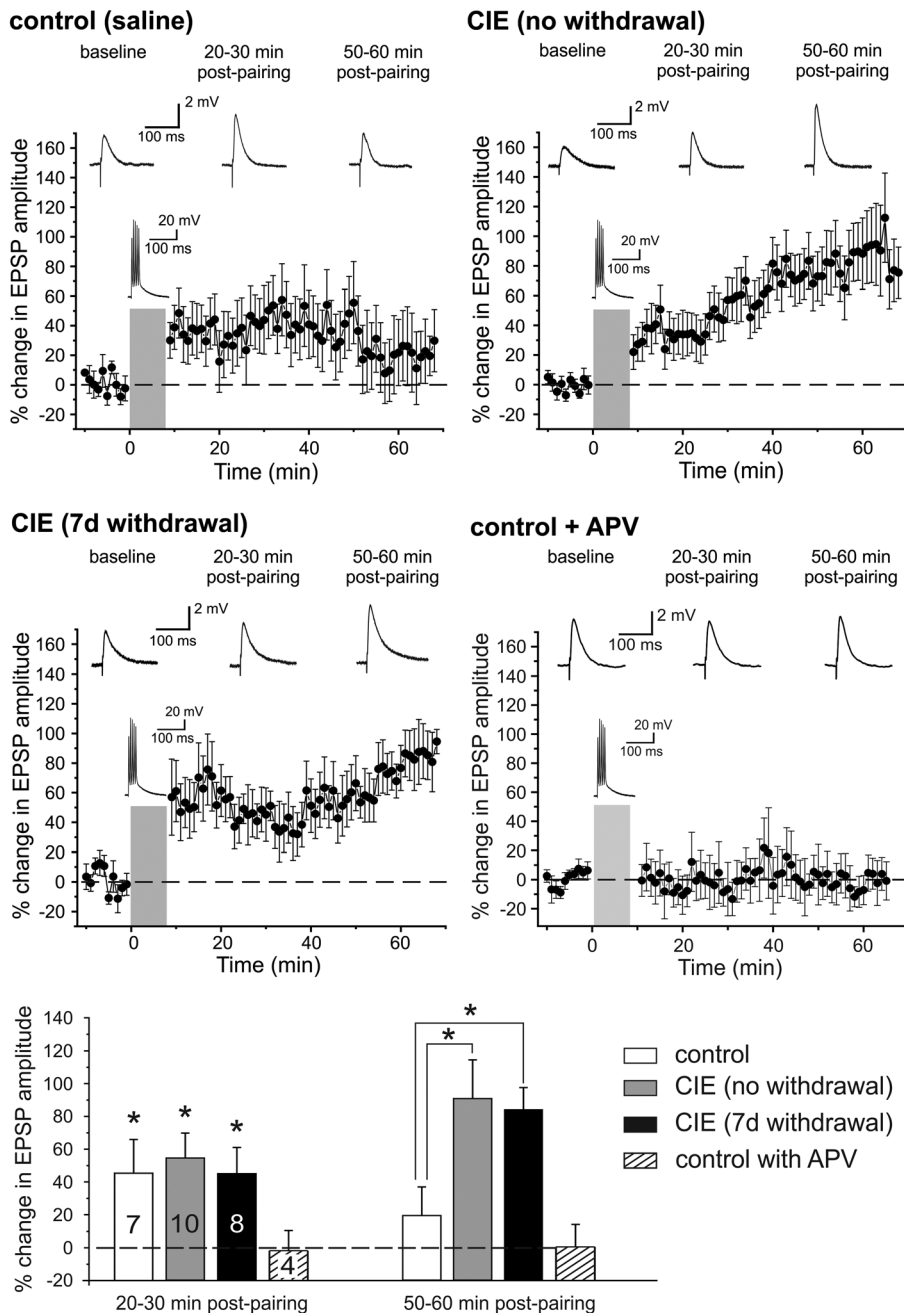 control (saline)
baseline
20-30 min
post-pairing
50-60 min
post-pairing
2 mV
100 ms
20 mV
100 ms
% change in EPSP amplitude
160
140
120
100
80
60
40
20
0
-20
0
20
40
60
Time (min)
CIE (no withdrawal)
baseline
20-30 min
post-pairing
50-60 min
post-pairing
2 mV
100 ms
20 mV
100 ms
% change in EPSP amplitude
160
140
120
100
80
60
40
20
0
-20
0
20
40
60
Time (min)
CIE (7d withdrawal)
baseline
20-30 min
post-pairing
50-60 min
post-pairing
2 mV
100 ms
20 mV
100 ms
% change in EPSP amplitude
160
140
120
100
80
60
40
20
0
-20
0
20
40
60
Time (min)
control + APV
baseline
20-30 min
post-pairing
50-60 min
post-pairing
2 mV
100 ms
20 mV
100 ms
% change in EPSP amplitude
160
140
120
100
80
60
40
20
0
-20
0
20
40
60
Time (min)
% change in EPSP amplitude
140
120
100
80
60
40
20
0
-20
* * *
7 10 8 4
*
*
20-30 min post-pairing
50-60 min post-pairing
control
CIE (no withdrawal)
CIE (7d withdrawal)
control with APV